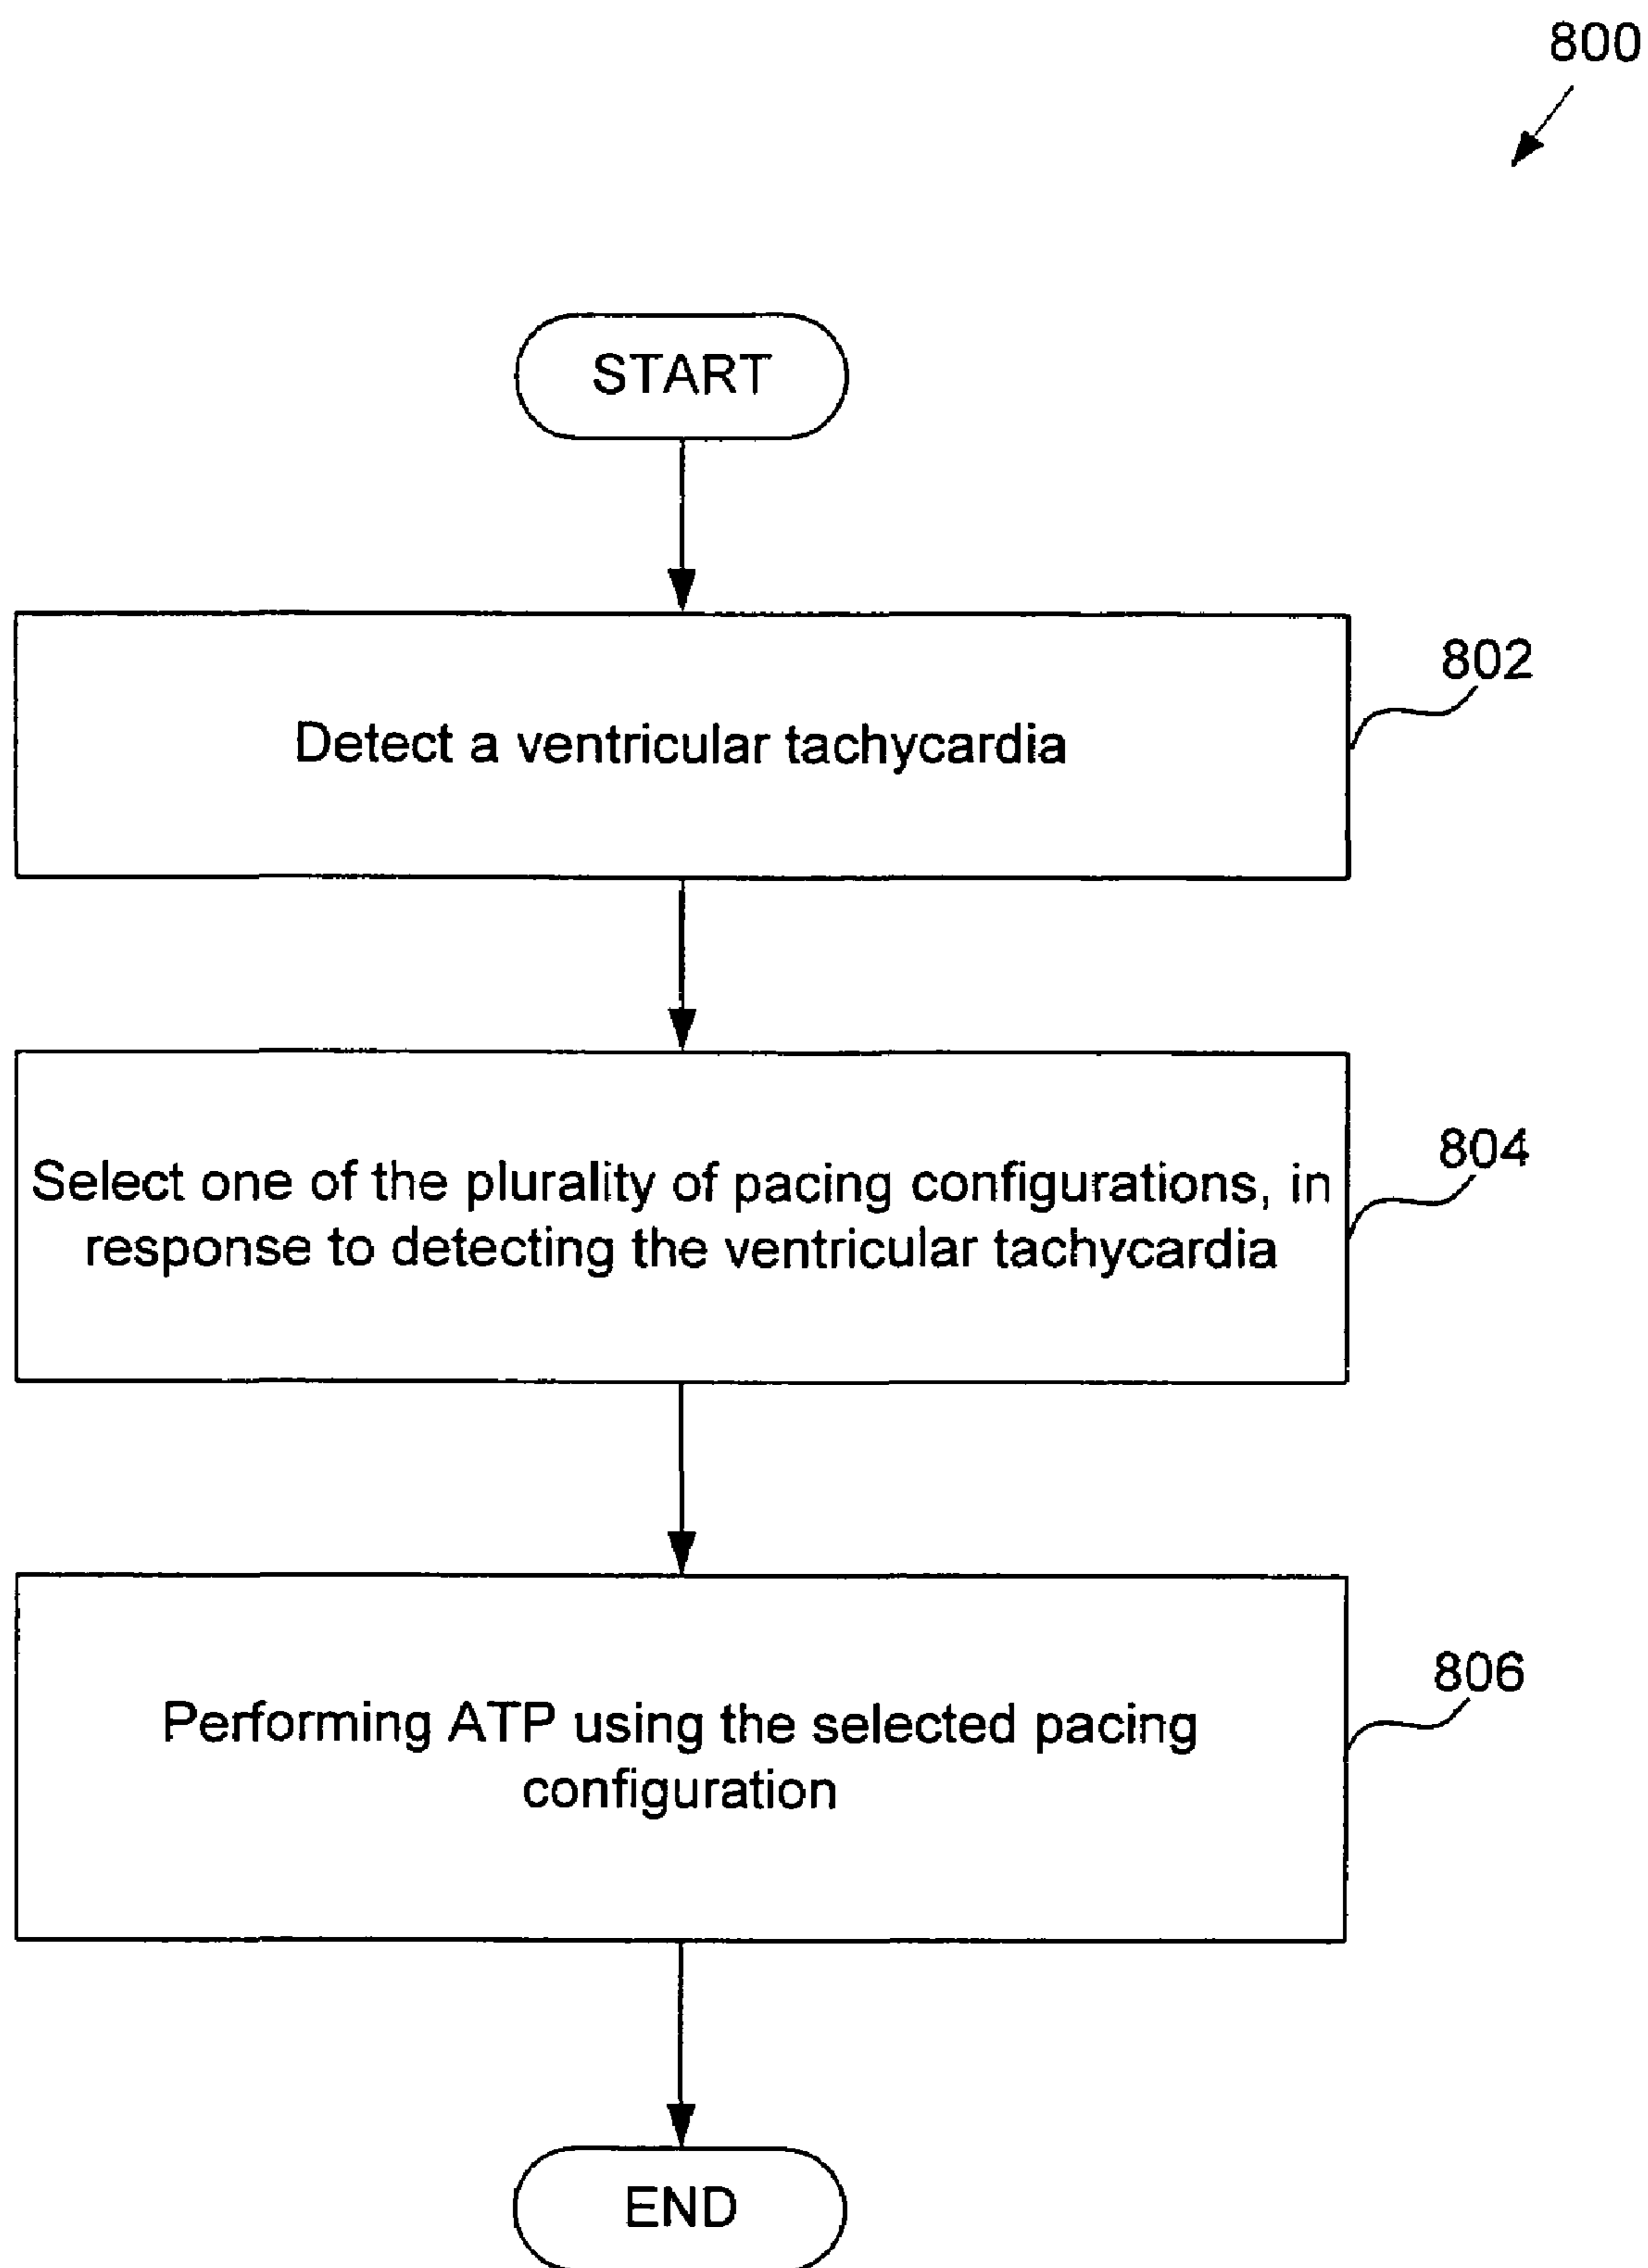 800
START
Detect a ventricular tachycardia
802
Select one of the plurality of pacing configurations, in
response to detecting the ventricular tachycardia
804
Performing ATP using the selected pacing
configuration
806
END